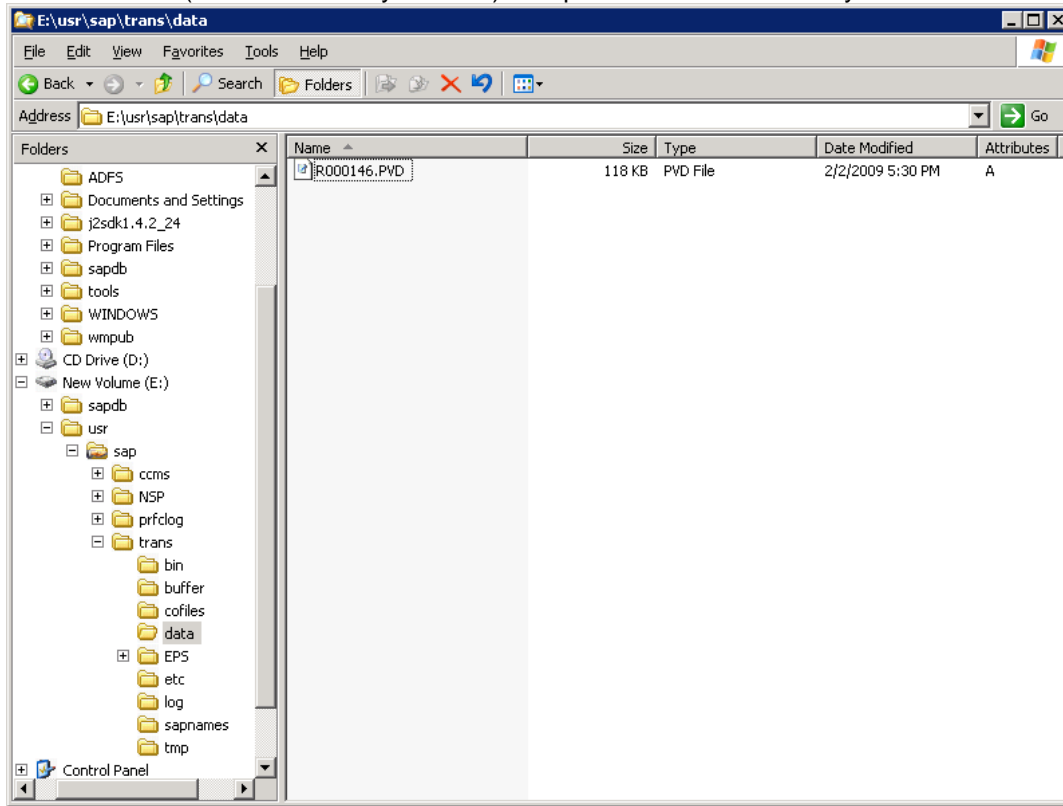 E:\usr\sap\trans\data
File Edit View Favorites Tools Help
Back Search Folders
Address E:\usr\sap\trans\data Go
Folders Name Size Type Date Modified Attributes
R000146.PVD 118 KB PVD File 2/2/2009 5:30 PM A
ADFS
Documents and Settings
j2sdk1.4.2_24
Program Files
sapdb
tools
WINDOWS
wmpub
CD Drive (D:)
New Volume (E:)
sapdb
usr
sap
ccms
NSP
prfclog
trans
bin
buffer
cofiles
data
EPS
etc
log
sapnames
tmp
Control Panel